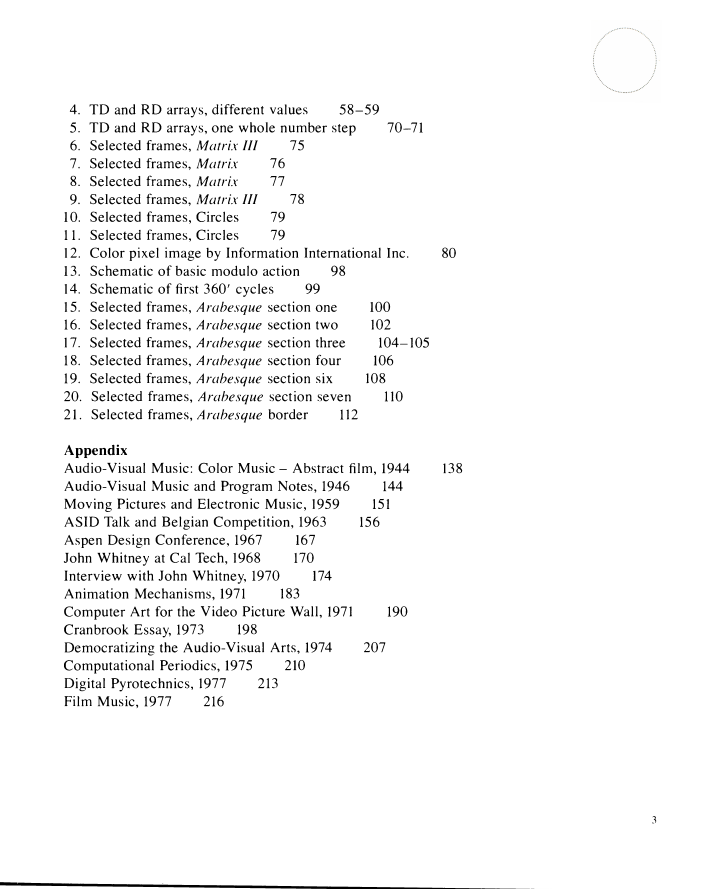 4. TD and RD arrays, different values 58–59
5. TD and RD arrays, one whole number step 70–71
6. Selected frames, Matrix III 75
7. Selected frames, Matrix 76
8. Selected frames, Matrix 77
9. Selected frames, Matrix III 78
10. Selected frames, Circles 79
11. Selected frames, Circles 79
12. Color pixel image by Information International Inc. 80
13. Schematic of basic modulo action 98
14. Schematic of first 360′ cycles 99
15. Selected frames, Arabesque section one 100
16. Selected frames, Arabesque section two 102
17. Selected frames, Arabesque section three 104–105
18. Selected frames, Arabesque section four 106
19. Selected frames, Arabesque section six 108
20. Selected frames, Arabesque section seven 110
21. Selected frames, Arabesque border 112
Appendix
Audio-Visual Music: Color Music – Abstract film, 1944 138
Audio-Visual Music and Program Notes, 1946 144
Moving Pictures and Electronic Music, 1959 151
ASID Talk and Belgian Competition, 1963 156
Aspen Design Conference, 1967 167
John Whitney at Cal Tech, 1968 170
Interview with John Whitney, 1970 174
Animation Mechanisms, 1971 183
Computer Art for the Video Picture Wall, 1971 190
Cranbrook Essay, 1973 198
Democratizing the Audio-Visual Arts, 1974 207
Computational Periodics, 1975 210
Digital Pyrotechnics, 1977 213
Film Music, 1977 216
3